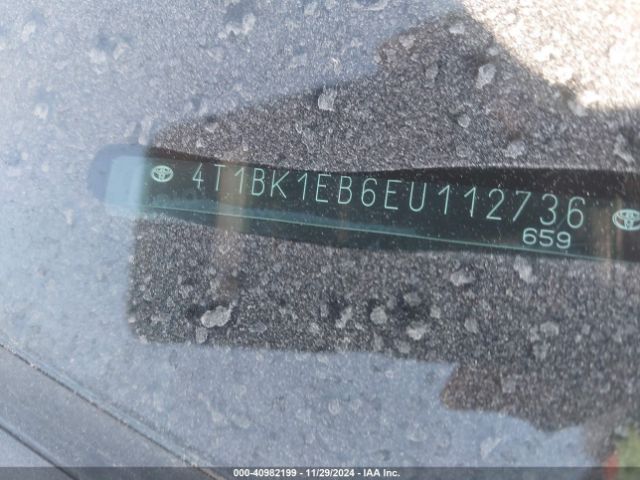 4T1BK1EB6EU112736
659
000-40982199 - 11/29/2024 - IAA Inc.